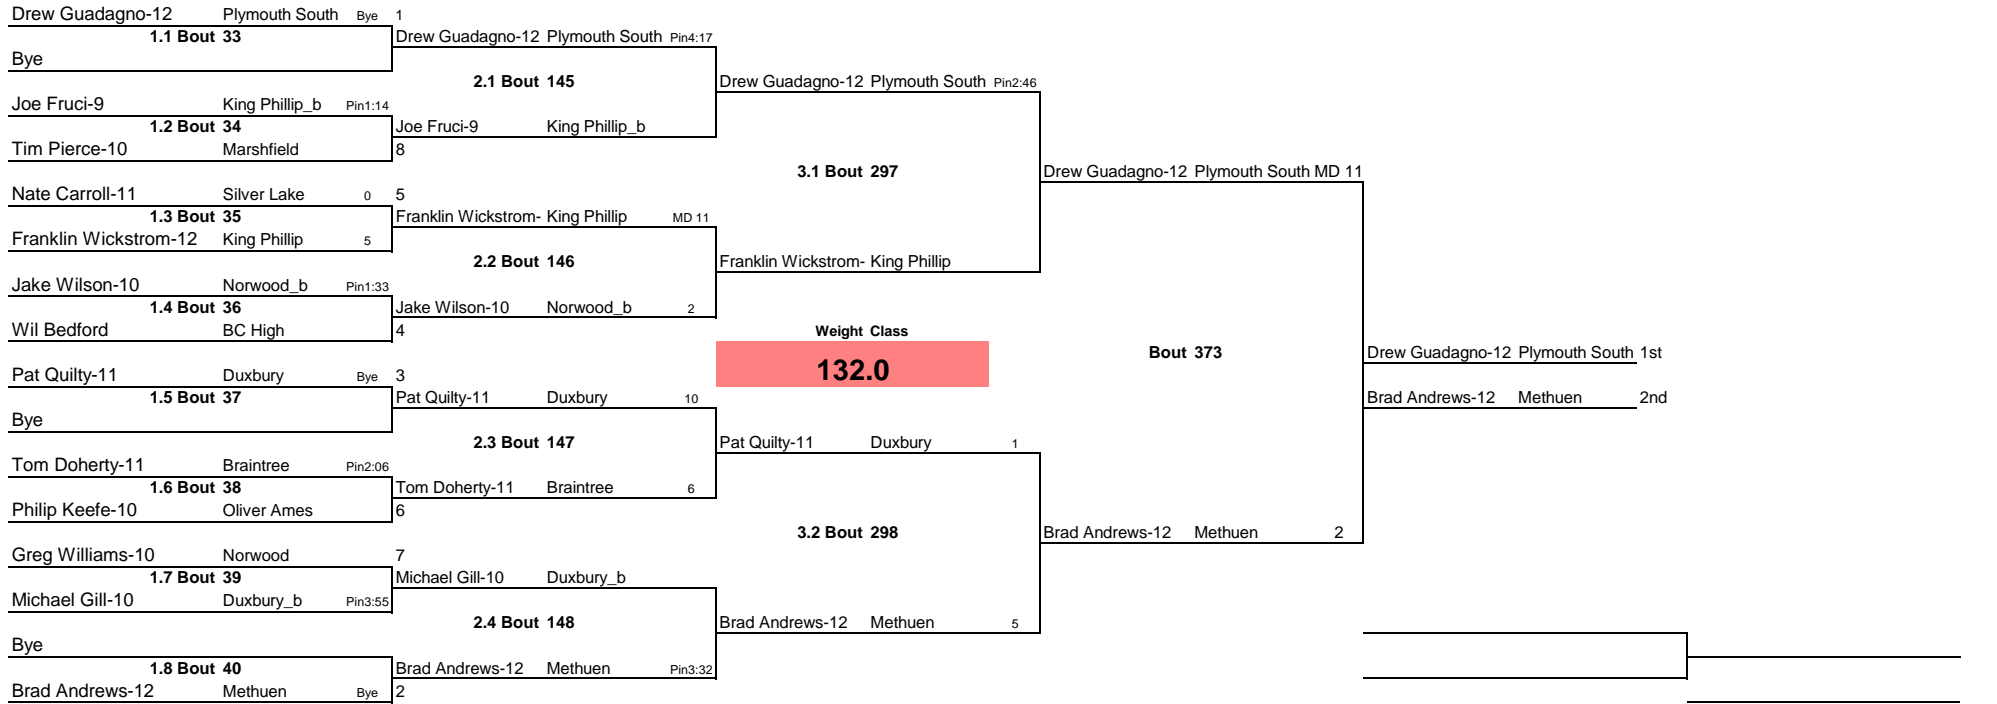 Drew Guadagno-12 Plymouth South Bye 1
1.1 Bout 33 Drew Guadagno-12 Plymouth South Pin4:17
Bye
2.1 Bout 145 Drew Guadagno-12 Plymouth South Pin2:46
Joe Fruci-9 King Phillip_b Pin1:14
1.2 Bout 34 Joe Fruci-9 King Phillip_b
Tim Pierce-10 Marshfield 8
3.1 Bout 297 Drew Guadagno-12 Plymouth South MD 11
Nate Carroll-11 Silver Lake 0 5
1.3 Bout 35 Franklin Wickstrom- King Phillip MD 11
Franklin Wickstrom-12 King Phillip 5
2.2 Bout 146 Franklin Wickstrom- King Phillip
Jake Wilson-10 Norwood_b Pin1:33
1.4 Bout 36 Jake Wilson-10 Norwood_b 2
Wil Bedford BC High 4 Weight Class
Bout 373 Drew Guadagno-12 Plymouth South 1st
132.0
Pat Quilty-11 Duxbury Bye 3
1.5 Bout 37 Pat Quilty-11 Duxbury 10 Brad Andrews-12 Methuen 2nd
Bye
2.3 Bout 147 Pat Quilty-11 Duxbury 1
Tom Doherty-11 Braintree Pin2:06
1.6 Bout 38 Tom Doherty-11 Braintree 6
Philip Keefe-10 Oliver Ames 6
3.2 Bout 298 Brad Andrews-12 Methuen 2
Greg Williams-10 Norwood 7
1.7 Bout 39 Michael Gill-10 Duxbury_b
Michael Gill-10 Duxbury_b Pin3:55
2.4 Bout 148 Brad Andrews-12 Methuen 5
Bye
1.8 Bout 40 Brad Andrews-12 Methuen Pin3:32
Brad Andrews-12 Methuen Bye 2